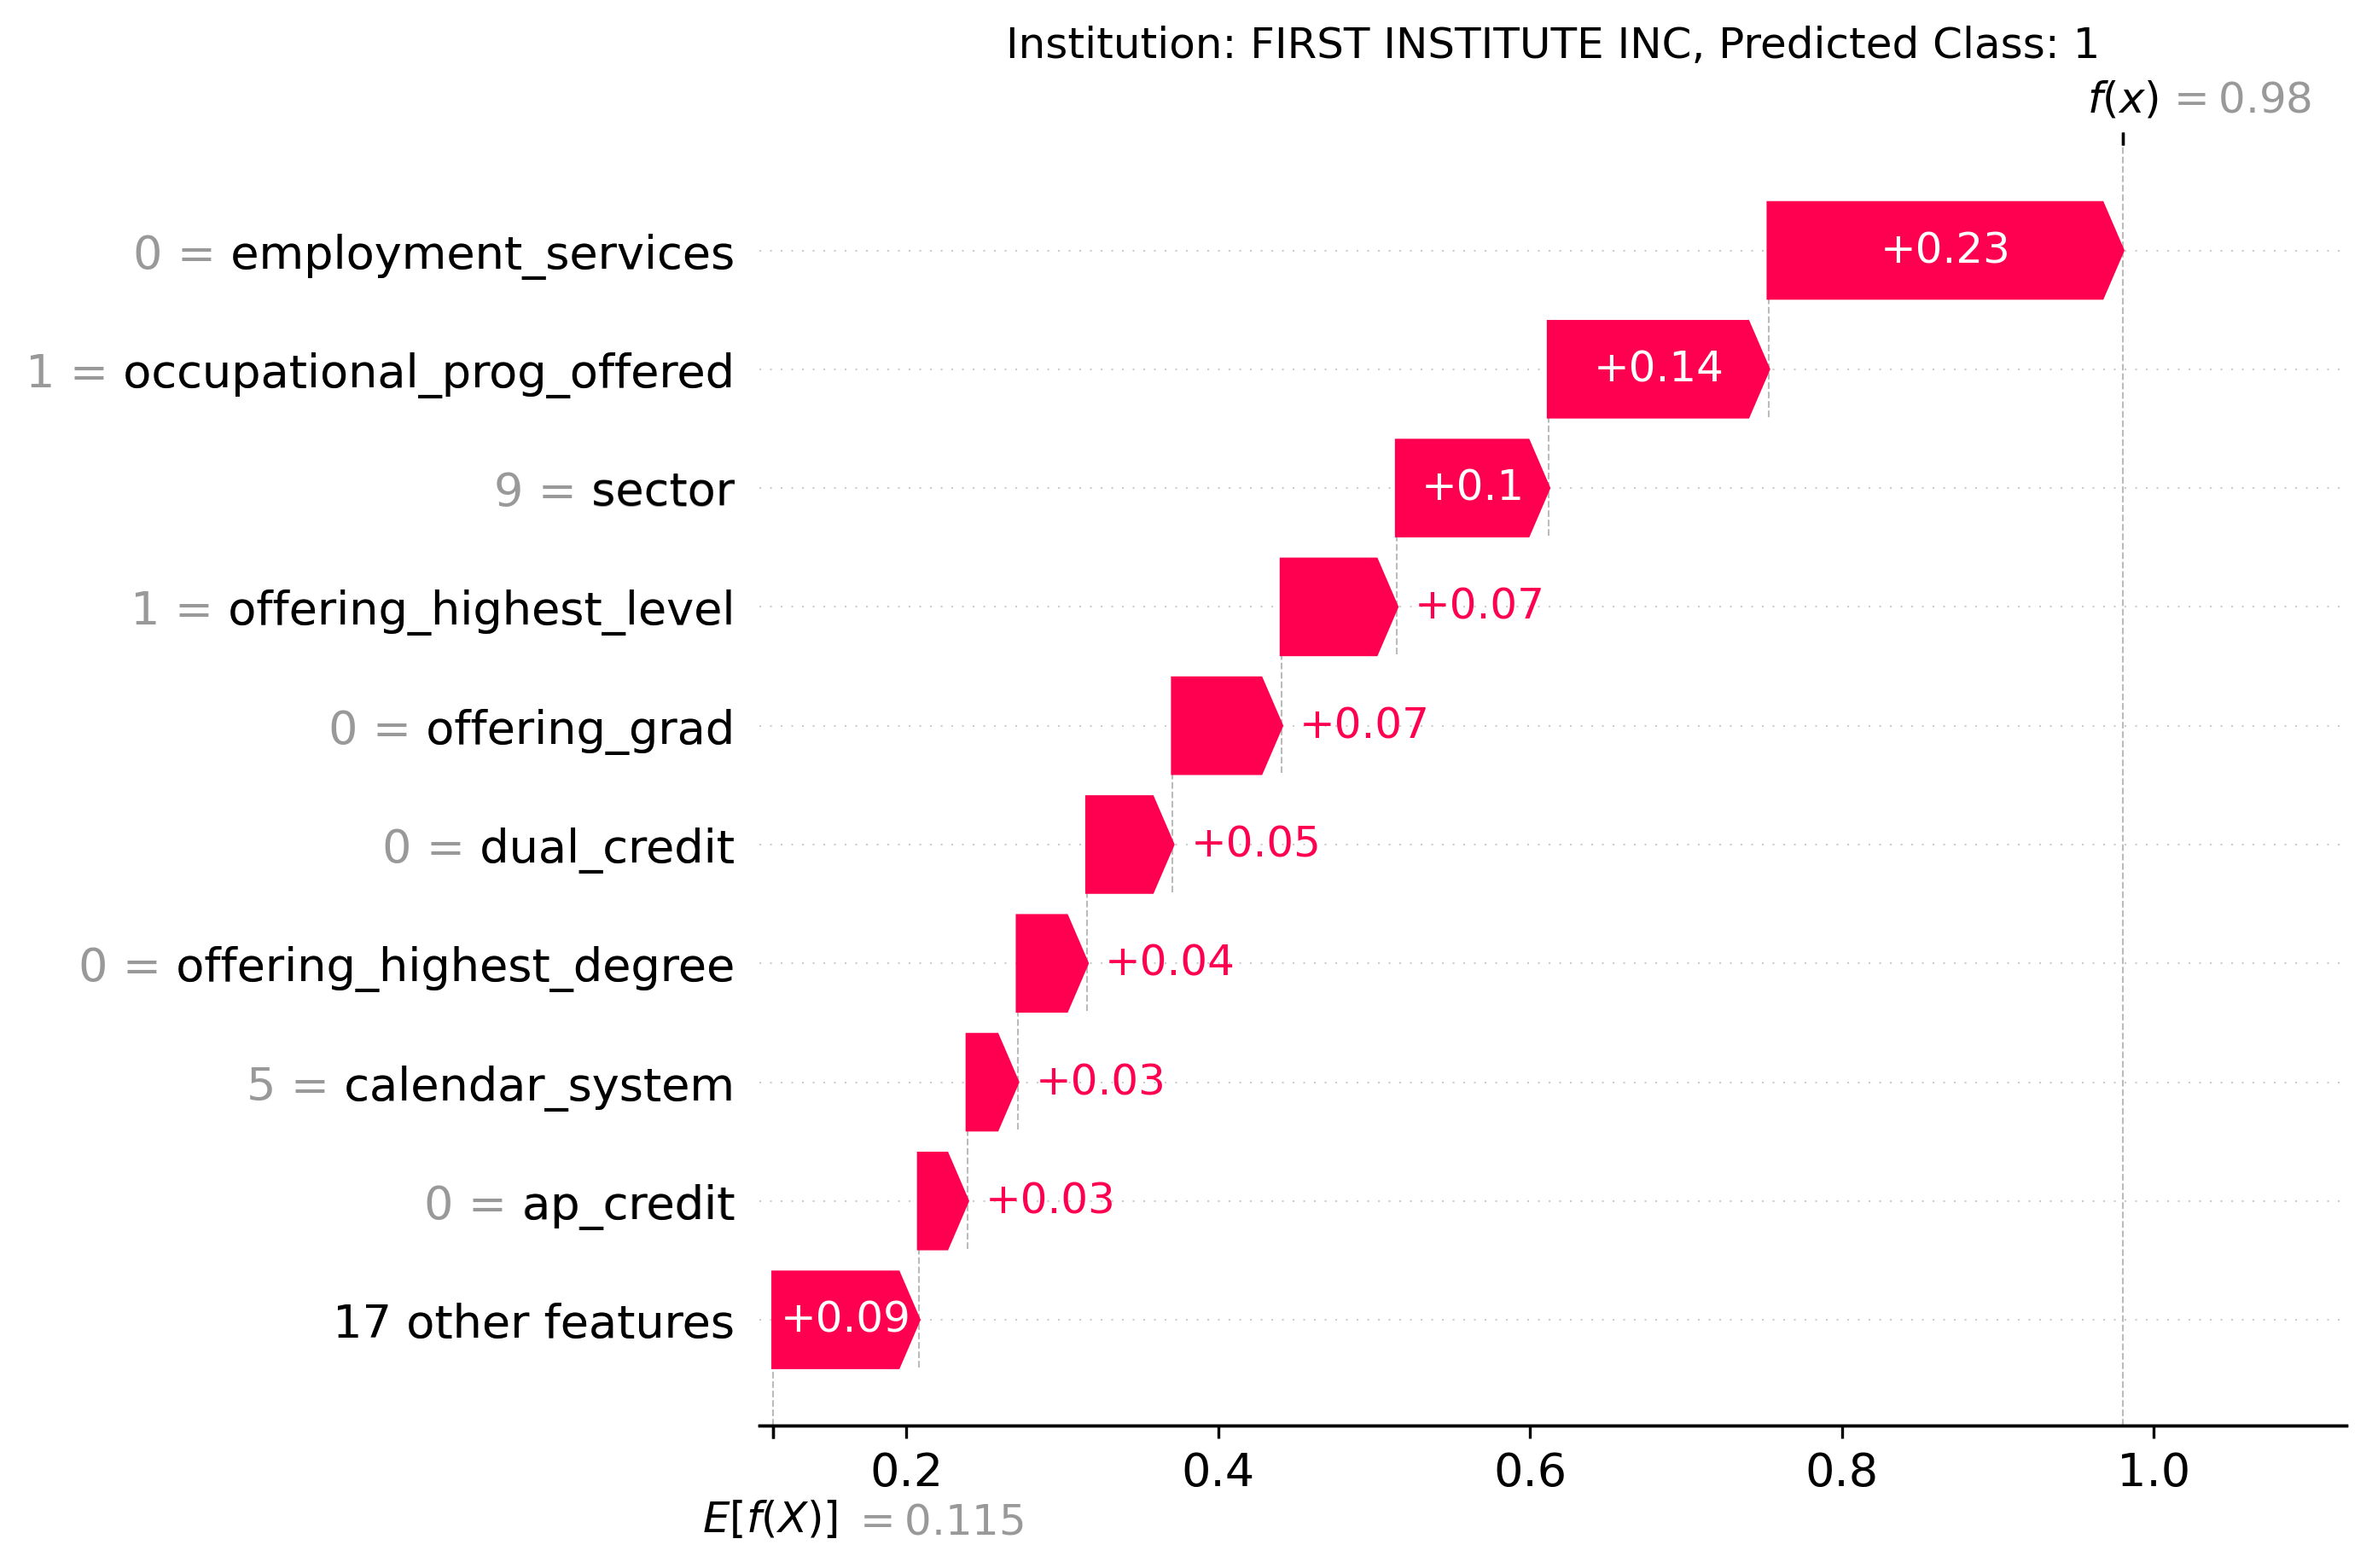 Institution: FIRST INSTITUTE INC, Predicted Class: 1
f(x) = 0.98
0 = employment_services +0.23
1 = occupational_prog_offered +0.14
9 = sector +0.1
1 = offering_highest_level +0.07
0 = offering_grad +0.07
0 = dual_credit +0.05
0 = offering_highest_degree +0.04
5 = calendar_system +0.03
0 = ap_credit +0.03
17 other features +0.09
0.2 0.4 0.6 0.8 1.0
E[f(X)] = 0.115